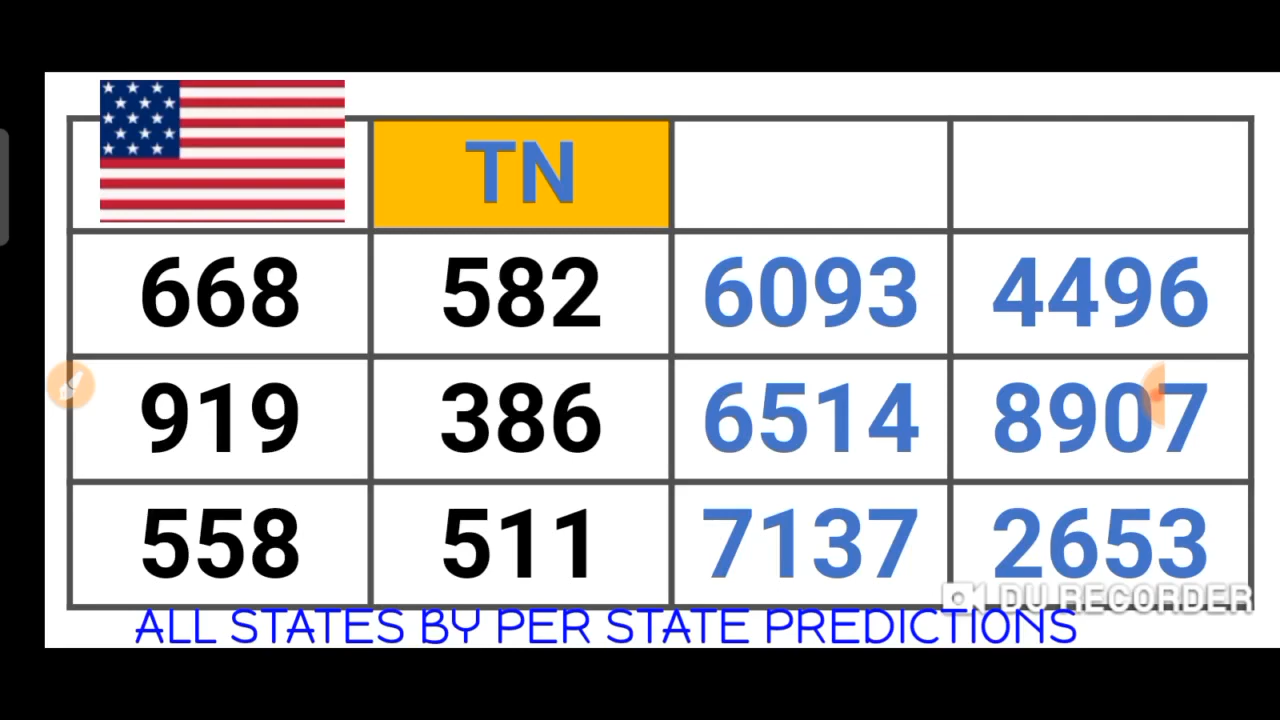 TN
668 582 6093 4496
919 386 6514 8907
558 511 7137 2653
DU RECORDER
ALL STATES BY PER STATE PREDICTIONS